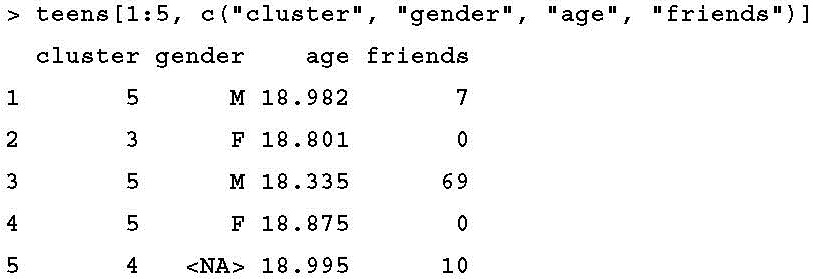 > teens[1:5, c("cluster", "gender", "age", "friends")]
  cluster gender    age friends
1       5      M 18.982       7
2       3      F 18.801       0
3       5      M 18.335      69
4       5      F 18.875       0
5       4   <NA> 18.995      10